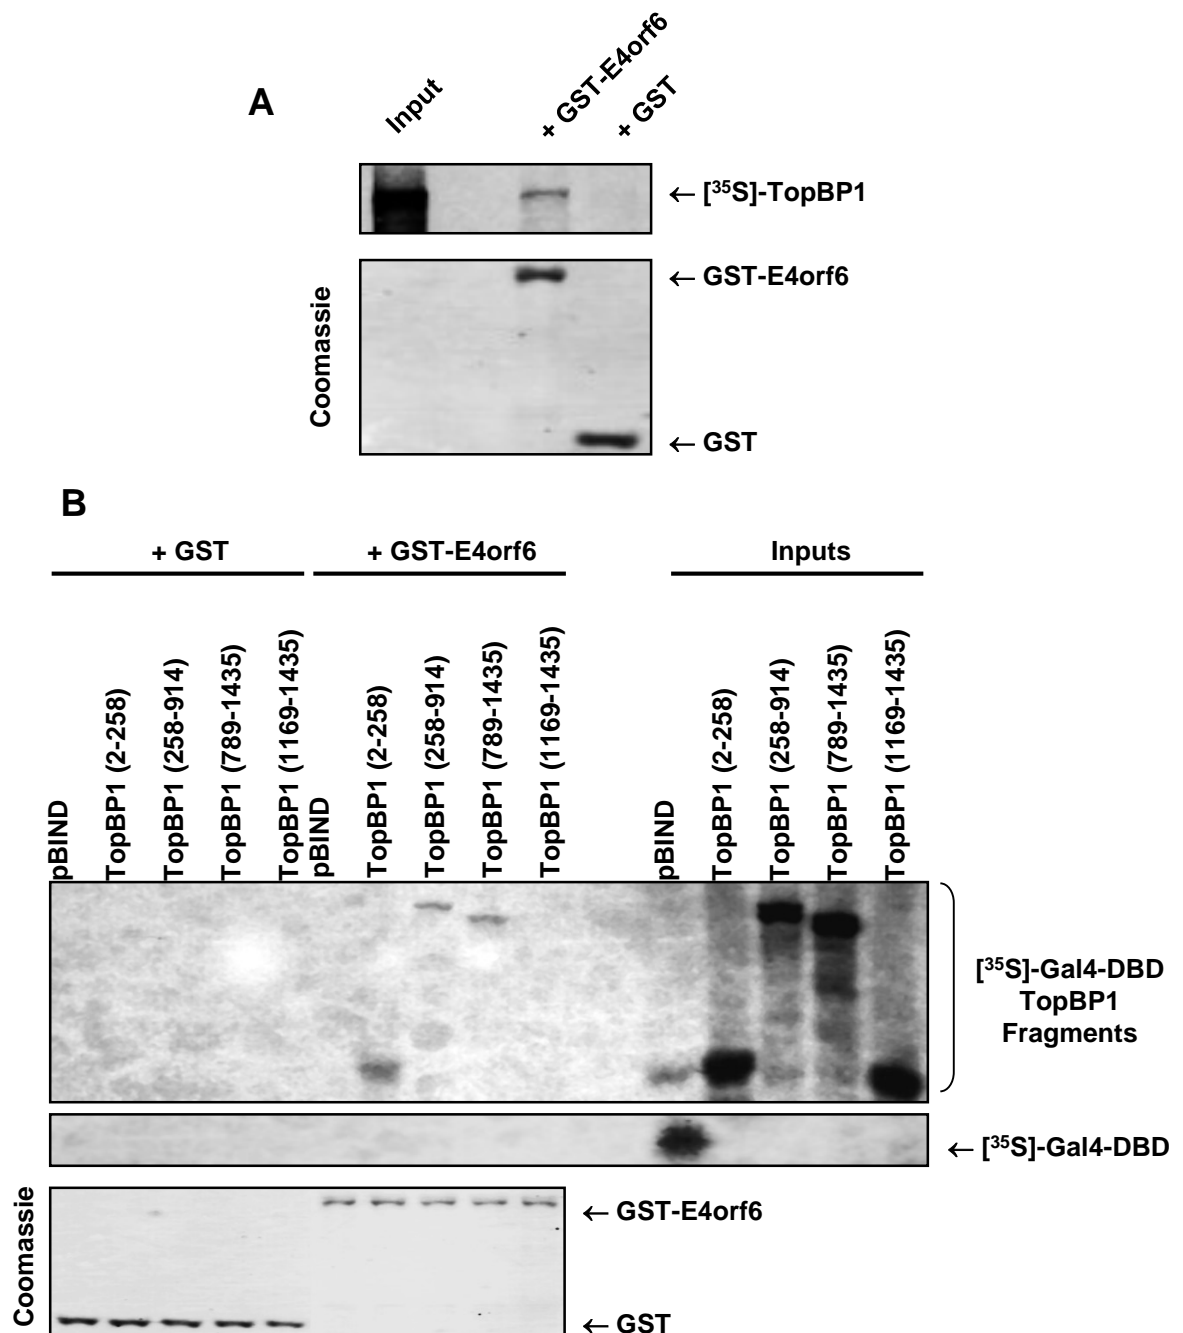 A
Input
+ GST-E4orf6
+ GST
← [³⁵S]-TopBP1
Coomassie
← GST-E4orf6
← GST
B
+ GST
+ GST-E4orf6
Inputs
pBIND
TopBP1 (2-258)
TopBP1 (258-914)
TopBP1 (789-1435)
TopBP1 (1169-1435)
pBIND
TopBP1 (2-258)
TopBP1 (258-914)
TopBP1 (789-1435)
TopBP1 (1169-1435)
pBIND
TopBP1 (2-258)
TopBP1 (258-914)
TopBP1 (789-1435)
TopBP1 (1169-1435)
[³⁵S]-Gal4-DBD
TopBP1
Fragments
← [³⁵S]-Gal4-DBD
Coomassie
← GST-E4orf6
← GST